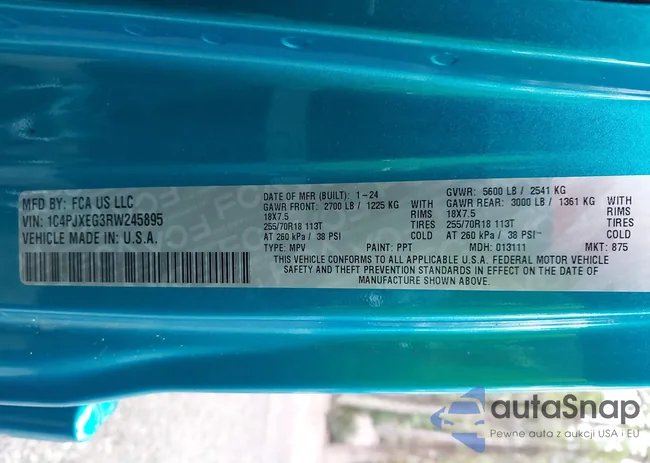 MFD BY: FCA US LLC
VIN: 1C4PJXEG3RW245895
VEHICLE MADE IN: U.S.A.
DATE OF MFR (BUILT): 1-24
GAWR FRONT: 2700 LB / 1225 KG
18X7.5 RIMS
255/70R18 113T TIRES
AT 260 kPa / 38 PSI COLD
TYPE: MPV PAINT: PPT
GVWR: 5600 LB / 2541 KG
GAWR REAR: 3000 LB / 1361 KG
18X7.5 RIMS
255/70R18 113T TIRES
AT 260 kPa / 38 PSI COLD
MDH: 013111 MKT: 875
THIS VEHICLE CONFORMS TO ALL APPLICABLE U.S.A. FEDERAL MOTOR VEHICLE
SAFETY AND THEFT PREVENTION STANDARDS IN EFFECT ON THE DATE OF
MANUFACTURE SHOWN ABOVE.
autaSnap
Pewne auta z aukcji USA i EU